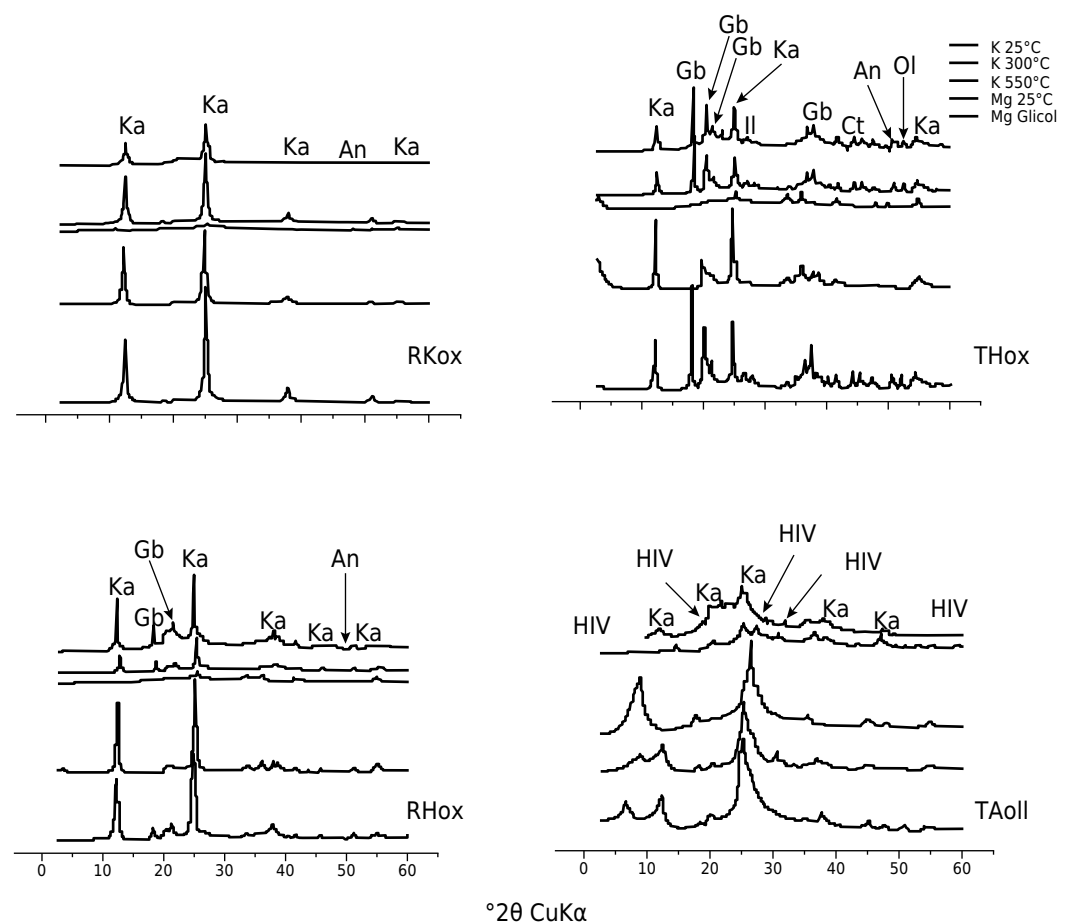 Ka
Ka
Ka
An
Ka
RKox
Gb
Gb
Gb
Ka
Ka
Il
Gb
Ct
An
Ol
Ka
K 25°C
K 300°C
K 550°C
Mg 25°C
Mg Glicol
THox
Ka
Gb
Gb
Ka
Ka
Ka
An
Ka
RHox
0 10 20 30 40 50 60
HIV
HIV
Ka
Ka
Ka
HIV
HIV
Ka
Ka
HIV
TAoll
0 10 20 30 40 50 60
°2θ CuKα